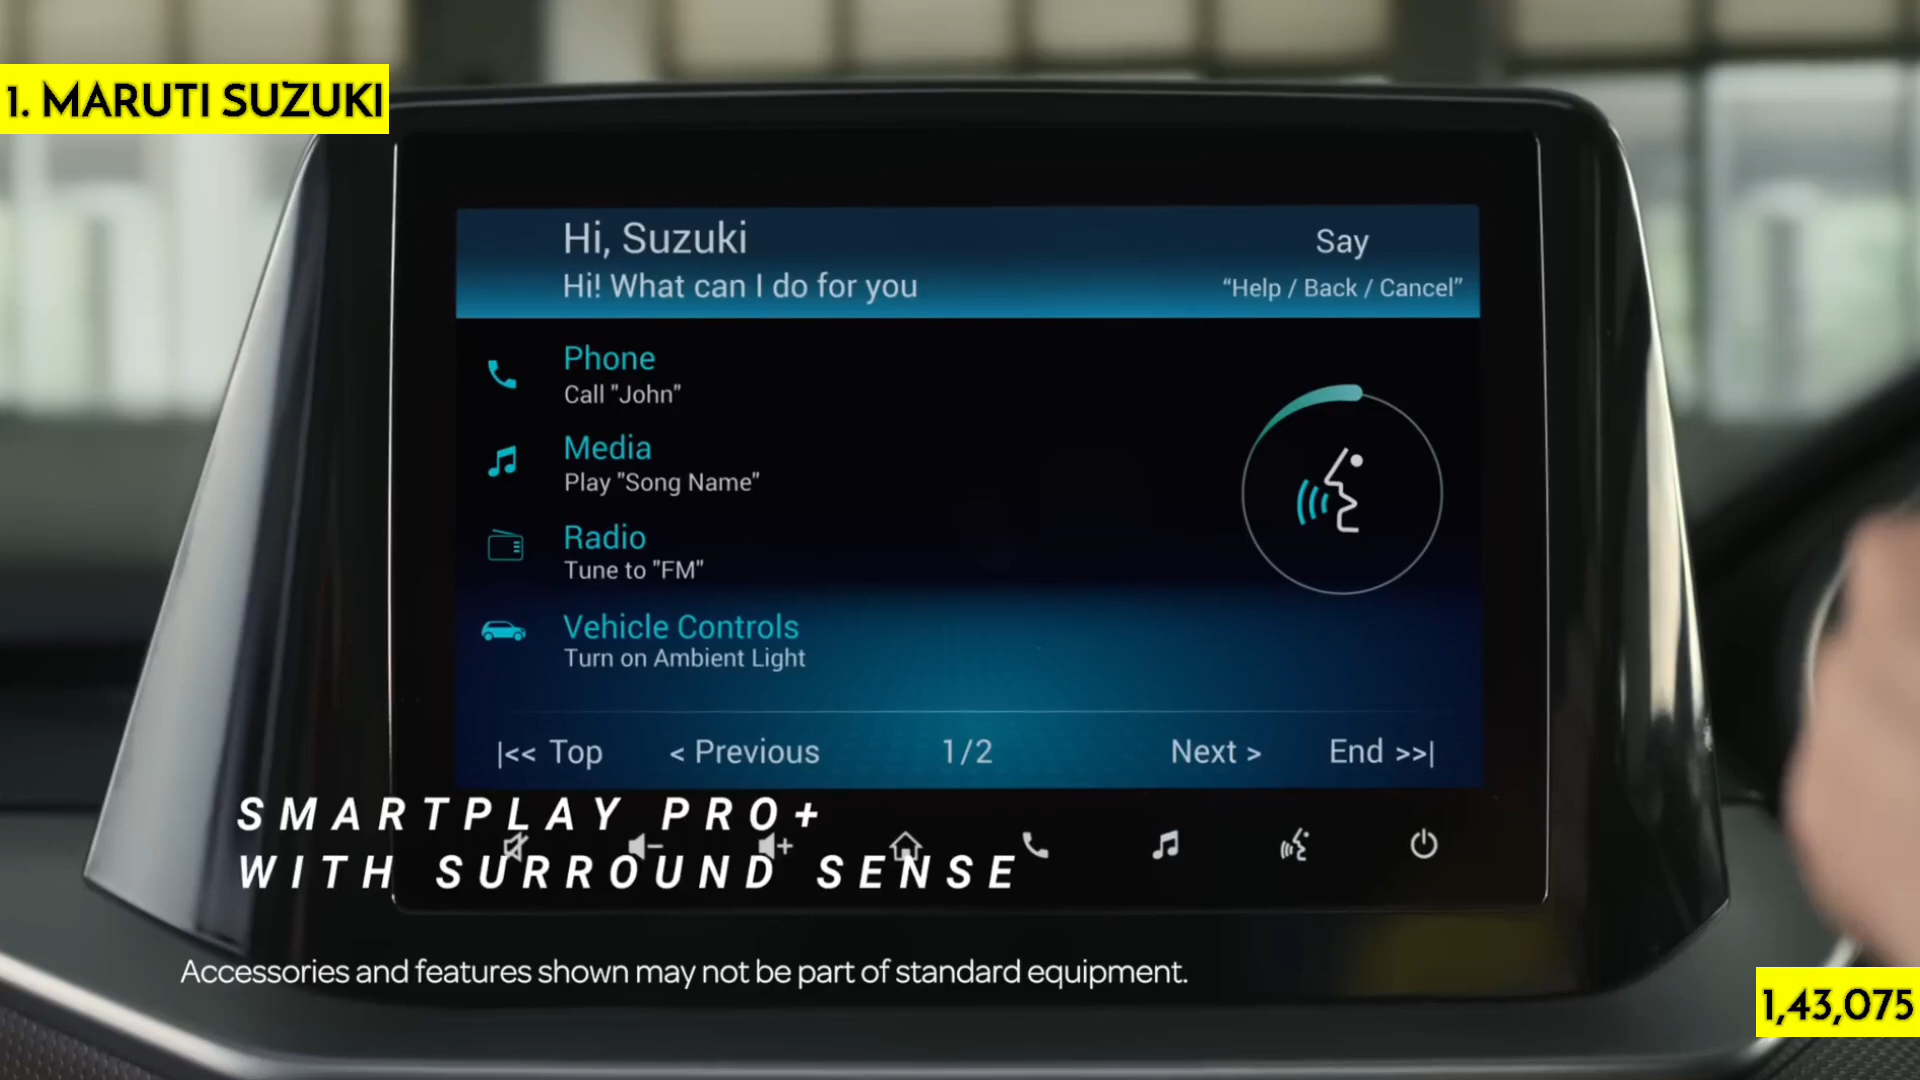 1. MARUTI SUZUKI
Hi, Suzuki
Hi! What can I do for you
Say
“Help / Back / Cancel”
Phone
Call "John"
Media
Play "Song Name"
Radio
Tune to "FM"
Vehicle Controls
Turn on Ambient Light
|<< Top < Previous 1/2 Next > End >>|
SMARTPLAY PRO+
WITH SURROUND SENSE
Accessories and features shown may not be part of standard equipment.
1,43,075